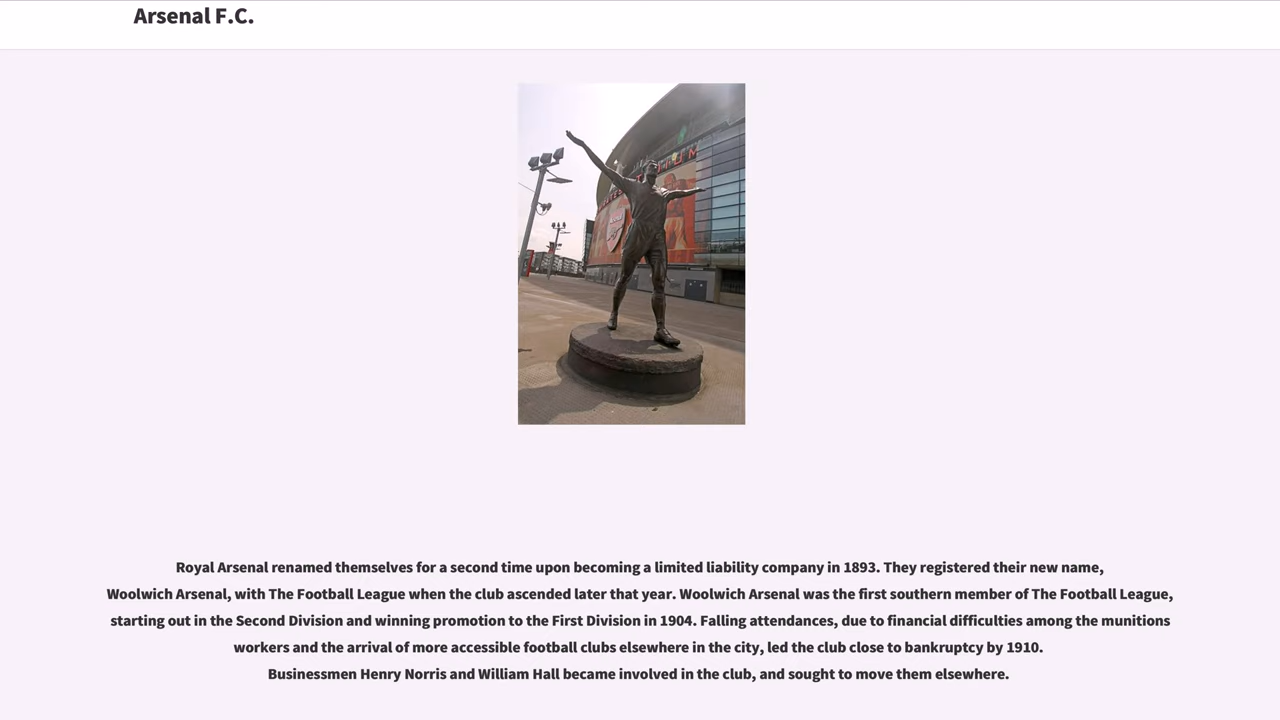 Arsenal F.C.
Royal Arsenal renamed themselves for a second time upon becoming a limited liability company in 1893. They registered their new name,
Woolwich Arsenal, with The Football League when the club ascended later that year. Woolwich Arsenal was the first southern member of The Football League,
starting out in the Second Division and winning promotion to the First Division in 1904. Falling attendances, due to financial difficulties among the munitions
workers and the arrival of more accessible football clubs elsewhere in the city, led the club close to bankruptcy by 1910.
Businessmen Henry Norris and William Hall became involved in the club, and sought to move them elsewhere.